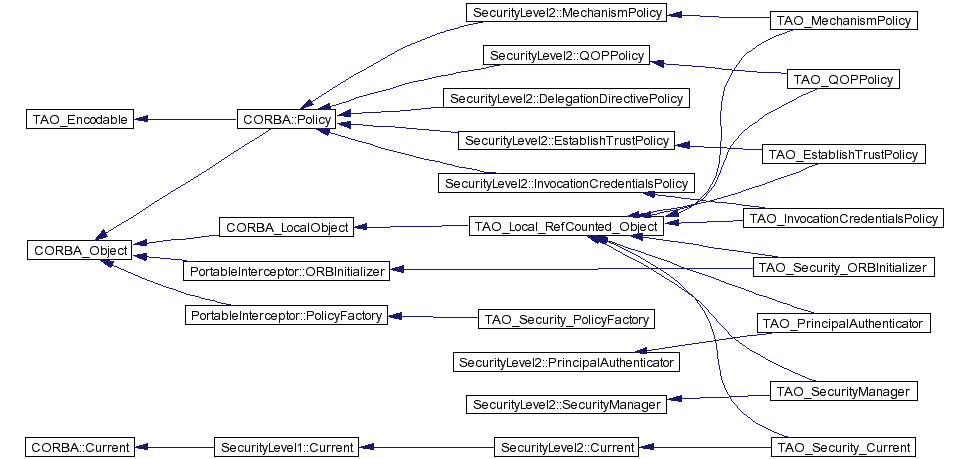 SecurityLevel2::MechanismPolicy
TAO_MechanismPolicy
SecurityLevel2::QOPPolicy
TAO_QOPPolicy
SecurityLevel2::DelegationDirectivePolicy
TAO_Encodable
CORBA::Policy
SecurityLevel2::EstablishTrustPolicy
TAO_EstablishTrustPolicy
SecurityLevel2::InvocationCredentialsPolicy
TAO_InvocationCredentialsPolicy
CORBA_LocalObject
TAO_Local_RefCounted_Object
CORBA_Object
PortableInterceptor::ORBInitializer
TAO_Security_ORBInitializer
PortableInterceptor::PolicyFactory
TAO_Security_PolicyFactory
TAO_PrincipalAuthenticator
SecurityLevel2::PrincipalAuthenticator
TAO_SecurityManager
SecurityLevel2::SecurityManager
CORBA::Current
SecurityLevel1::Current
SecurityLevel2::Current
TAO_Security_Current